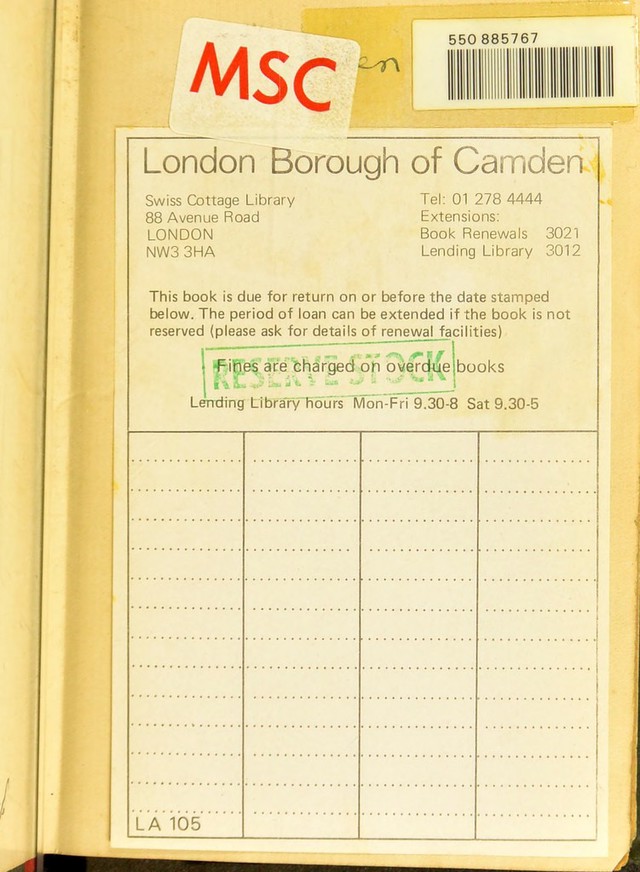 MSC
en
550 885767
London Borough of Camden
Swiss Cottage Library
88 Avenue Road
LONDON
NW3 3HA
Tel: 01 278 4444
Extensions:
Book Renewals 3021
Lending Library 3012
This book is due for return on or before the date stamped
below. The period of loan can be extended if the book is not
reserved (please ask for details of renewal facilities)
Fines are charged on overdue books
RESERVE STOCK
Lending Library hours Mon-Fri 9.30-8 Sat 9.30-5
LA 105